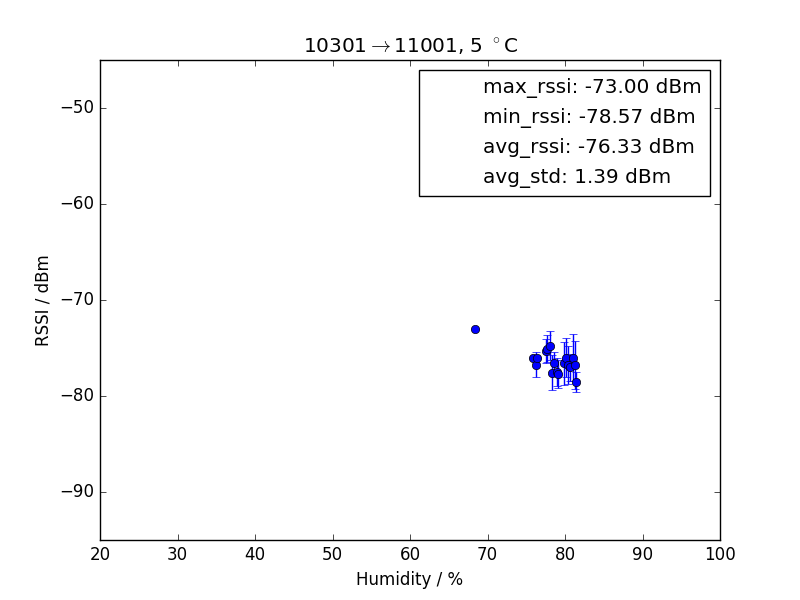 10301→11001, 5 °C
max_rssi: -73.00 dBm
min_rssi: -78.57 dBm
avg_rssi: -76.33 dBm
avg_std: 1.39 dBm
RSSI / dBm
−50
−60
−70
−80
−90
20 30 40 50 60 70 80 90 100
Humidity / %